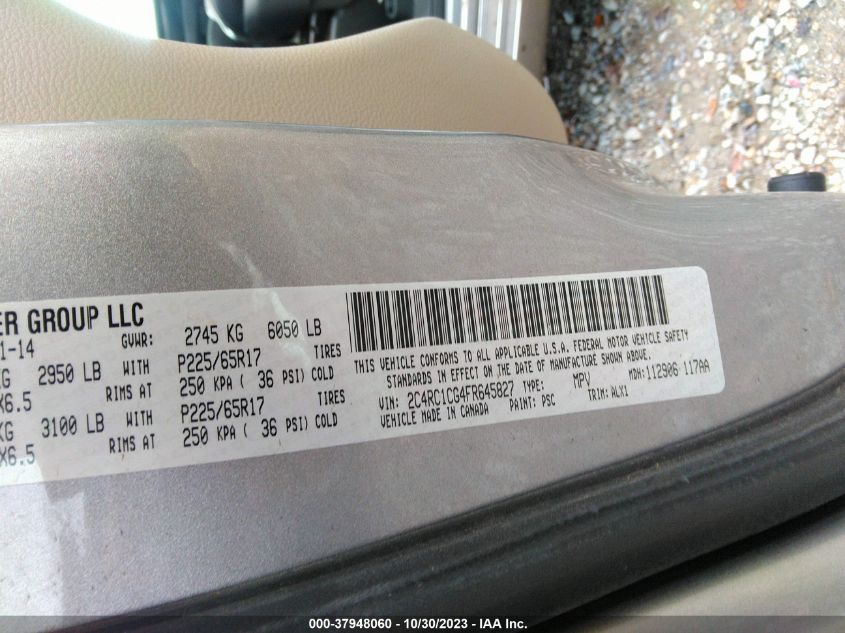 ER GROUP LLC
1-14 GVWR: 2745 KG 6050 LB
KG 2950 LB WITH P225/65R17 TIRES
X6.5 RIMS AT 250 KPA ( 36 PSI) COLD
KG 3100 LB WITH P225/65R17 TIRES
X6.5 RIMS AT 250 KPA ( 36 PSI) COLD
THIS VEHICLE CONFORMS TO ALL APPLICABLE U.S.A. FEDERAL MOTOR VEHICLE SAFETY
STANDARDS IN EFFECT ON THE DATE OF MANUFACTURE SHOWN ABOVE.
VIN: 2C4RC1CG4FR645827 TYPE: MPV MDH: 112906 117AA
VEHICLE MADE IN CANADA PAINT: PSC TRIM: ALX1
000-37948060 - 10/30/2023 - IAA Inc.